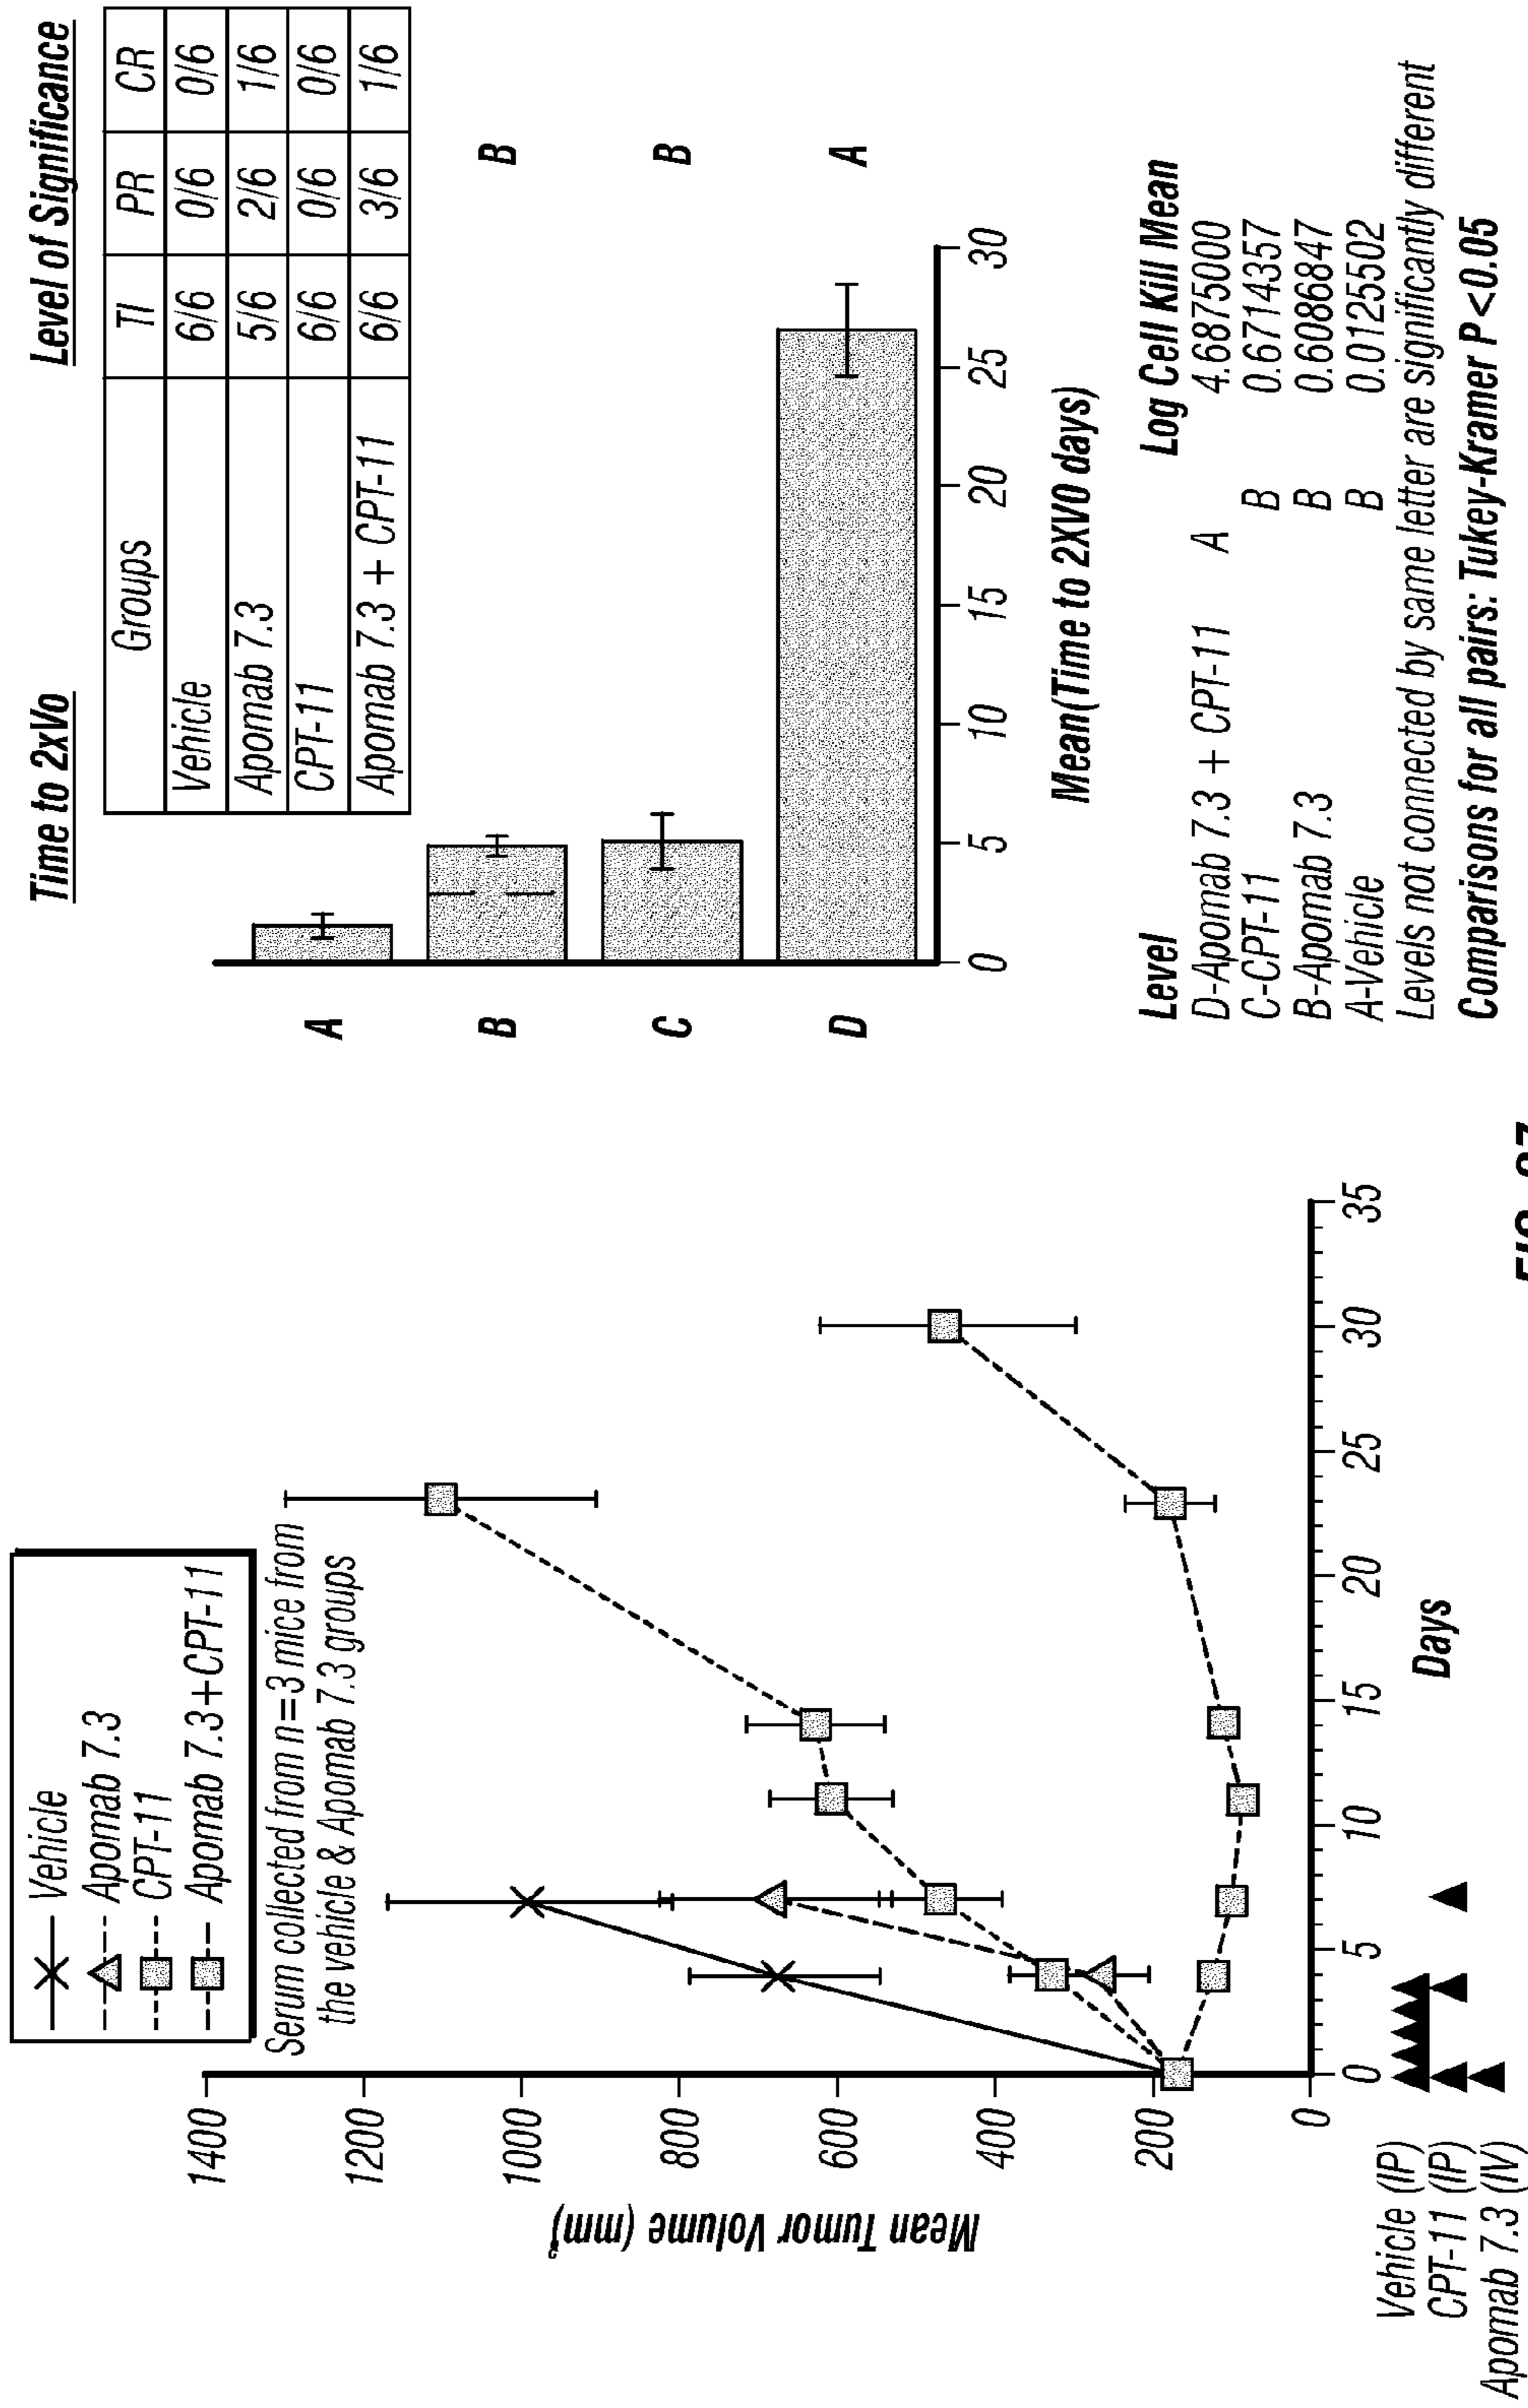 Vehicle
Apomab 7.3
CPT-11
Apomab 7.3+CPT-11
Serum collected from n=3 mice from
the vehicle & Apomab 7.3 groups
Mean Tumor Volume (mm³)
1400
1200
1000
800
600
400
200
0
0
5
10
15
20
25
30
35
Days
Vehicle (IP)
CPT-11 (IP)
Apomab 7.3 (IV)
Time to 2xVo
Level of Significance
Groups TI PR CR
Vehicle 6/6 0/6 0/6
Apomab 7.3 5/6 2/6 1/6
CPT-11 6/6 0/6 0/6
Apomab 7.3 + CPT-11 6/6 3/6 1/6
A
B B
C B
D A
0 5 10 15 20 25 30
Mean(Time to 2XV0 days)
Level Log Cell Kill Mean
D-Apomab 7.3 + CPT-11 A 4.6875000
C-CPT-11 B 0.6714357
B-Apomab 7.3 B 0.6086847
A-Vehicle B 0.0125502
Levels not connected by same letter are significantly different
Comparisons for all pairs: Tukey-Kramer P<0.05